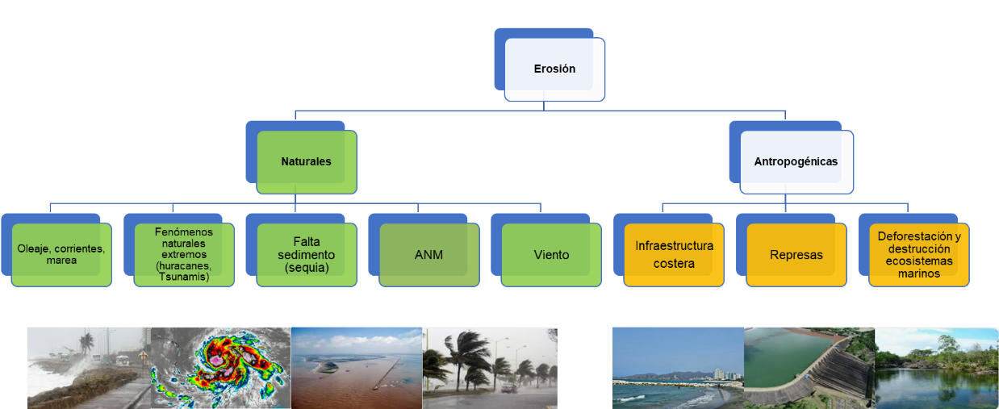 Erosión
Naturales
Antropogénicas
Oleaje, corrientes,
marea
Fenómenos
naturales
extremos
(huracanes,
Tsunamis)
Falta
sedimento
(sequia)
ANM
Viento
Infraestructura
costera
Represas
Deforestación y
destrucción
ecosistemas
marinos